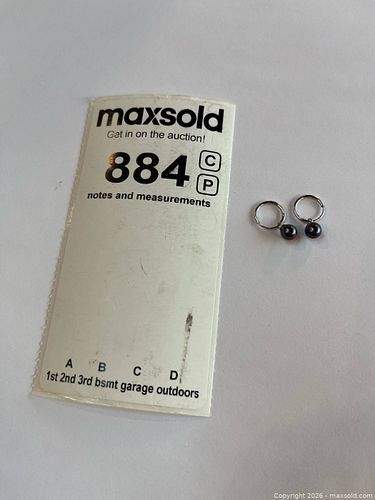 maxsold
Get in on the auction!
884 C
P
notes and measurements
A B C D
1st 2nd 3rd bsmt garage outdoors
Copyright 2026 - maxsold.com